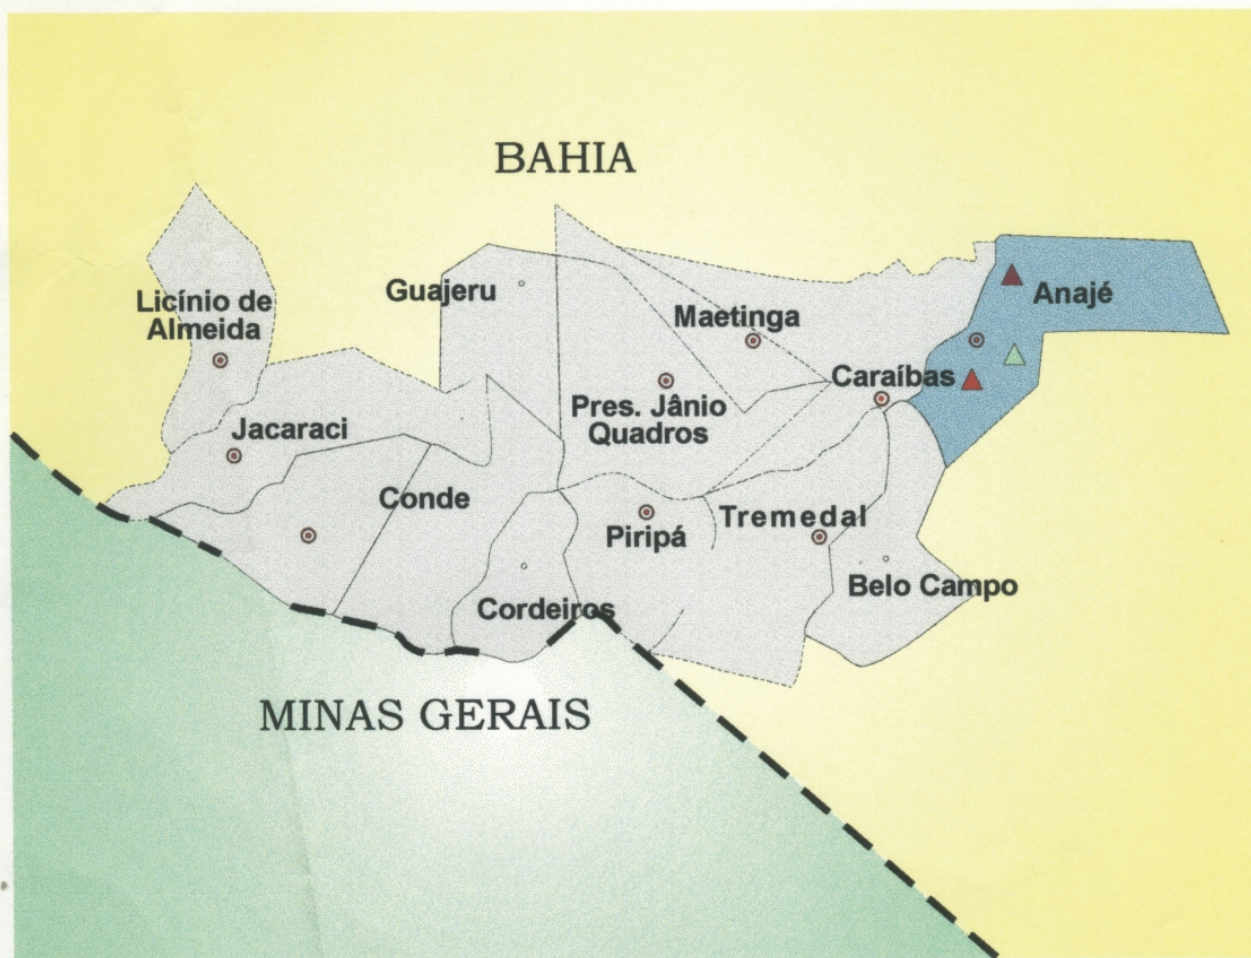 BAHIA
Guajeru
Licínio de
Almeida
Maetinga
Anajé
Caraíbas
Pres. Jânio
Quadros
Jacaraci
Conde
Piripá
Tremedal
Belo Campo
Cordeiros
MINAS GERAIS